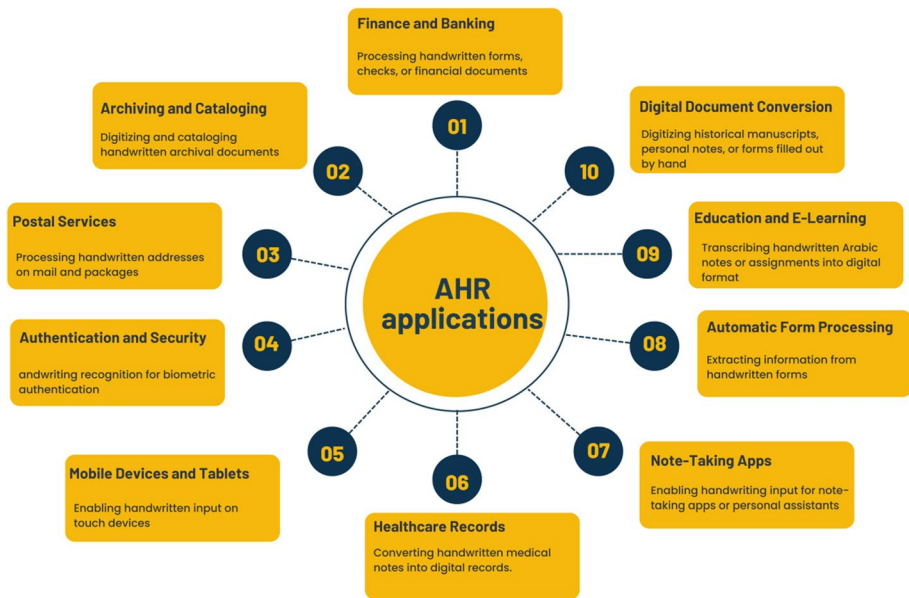 Finance and Banking
Processing handwritten forms,
checks, or financial documents
01
Archiving and Cataloging
Digitizing and cataloging
handwritten archival documents
02
Postal Services
Processing handwritten addresses
on mail and packages
03
Authentication and Security
andwriting recognition for biometric
authentication
04
Mobile Devices and Tablets
Enabling handwritten input on
touch devices
05
Healthcare Records
Converting handwritten medical
notes into digital records.
06
Note-Taking Apps
Enabling handwriting input for note-
taking apps or personal assistants
07
Automatic Form Processing
Extracting information from
handwritten forms
08
Education and E-Learning
Transcribing handwritten Arabic
notes or assignments into digital
format
09
Digital Document Conversion
Digitizing historical manuscripts,
personal notes, or forms filled out
by hand
10
AHR
applications